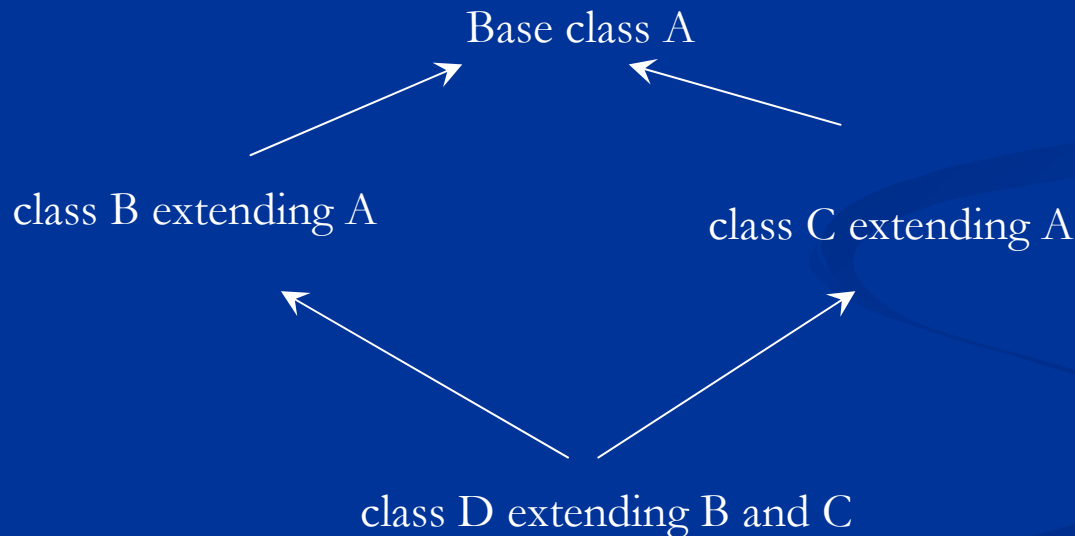 Base class A
class B extending A
class C extending A
class D extending B and C